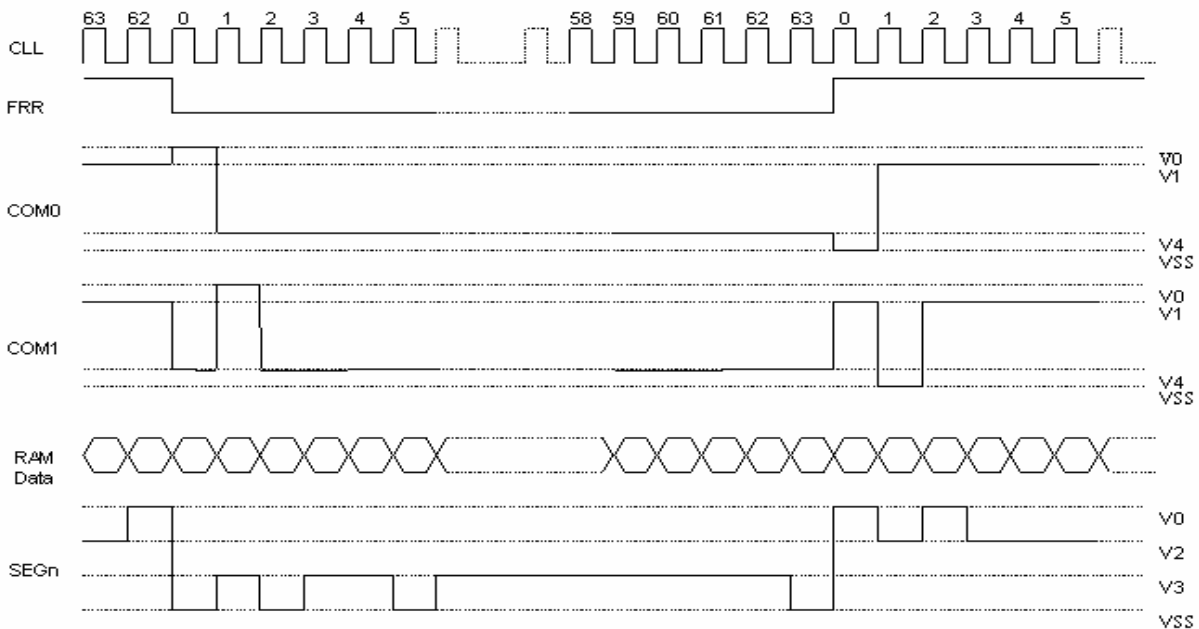 63 62 0 1 2 3 4 5 58 59 60 61 62 63 0 1 2 3 4 5
CLL
FRR
V0
V1
COM0
V4
VSS
V0
V1
COM1
V4
VSS
RAM
Data
V0
V2
SEGn
V3
VSS